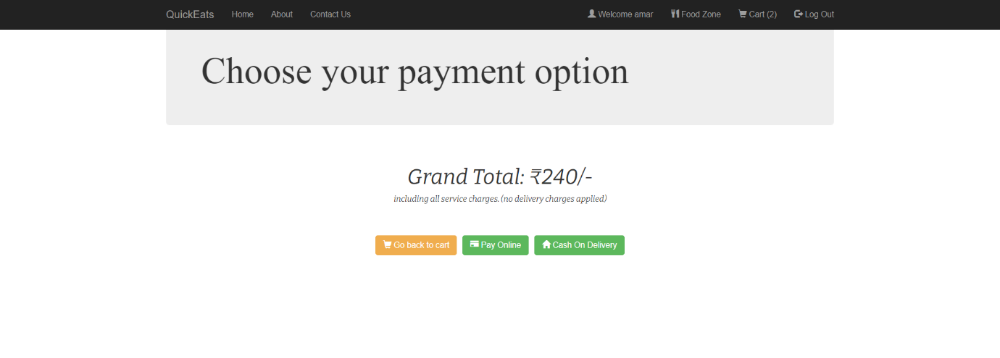 QuickEats Home About Contact Us Welcome amar Food Zone Cart (2) Log Out
Choose your payment option
Grand Total: ₹240/-
including all service charges. (no delivery charges applied)
Go back to cart Pay Online Cash On Delivery